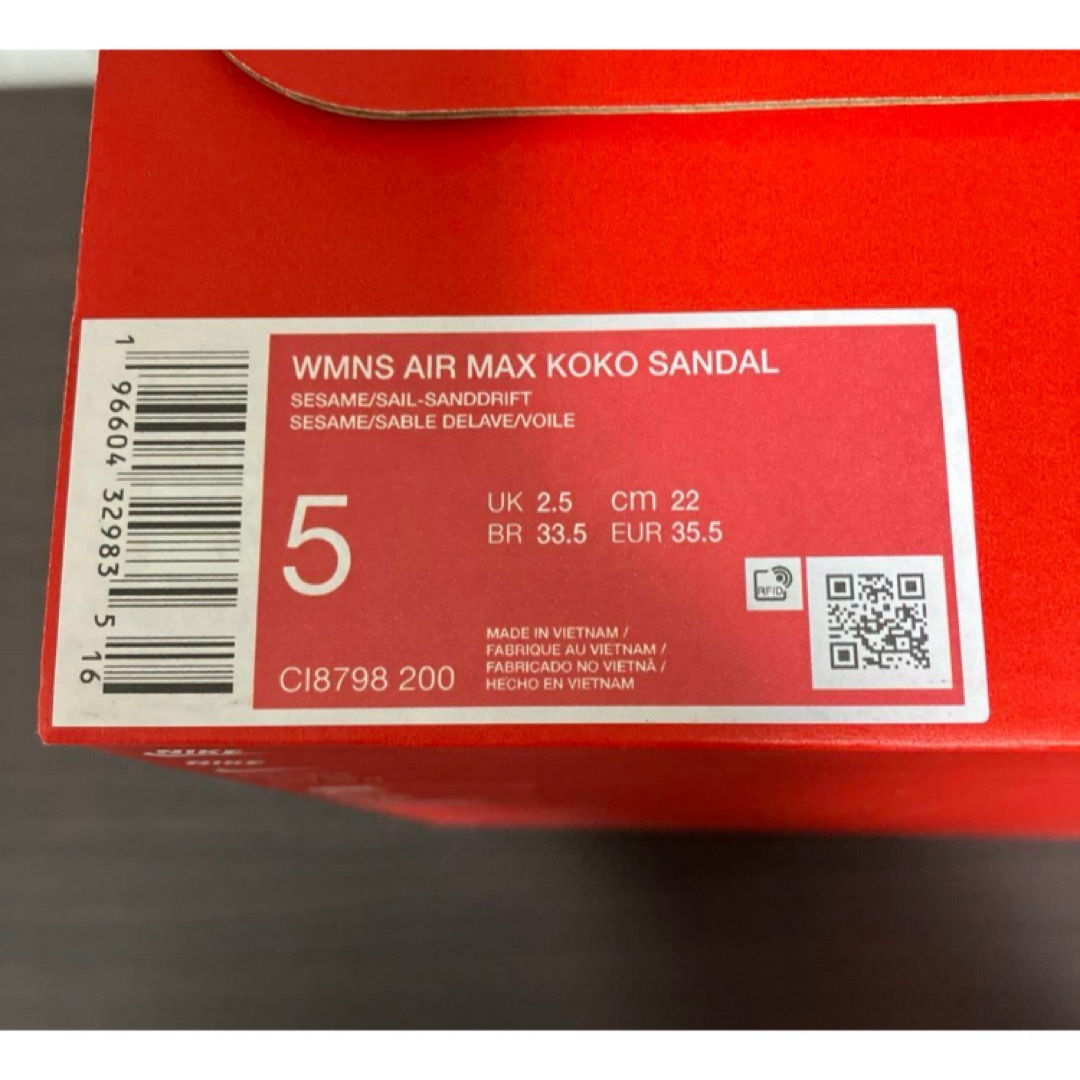 WMNS AIR MAX KOKO SANDAL
SESAME/SAIL-SANDDRIFT
SESAME/SABLE DELAVE/VOILE
5
UK 2.5 cm 22
BR 33.5 EUR 35.5
RFID
MADE IN VIETNAM /
FABRIQUE AU VIETNAM /
FABRICADO NO VIETNÃ /
HECHO EN VIETNAM
CI8798 200
1 96604 32983 5 16
NIKE
NIKE